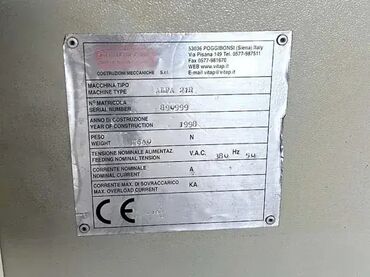 COSTRUZIONI MECCANICHE S.r.l.
53036 POGGIBONSI (Siena) Italy
Via Pisana 149 Tel. 0577-987511
Fax 0577-981670
WEB www.vitap.it
E-mail vitap@vitap.it
MACCHINA TIPO
MACHINE TYPE
N° MATRICOLA
SERIAL NUMBER
890999
ANNO DI COSTRUZIONE
YEAR OF CONSTRUCTION 1998
PESO
WEIGHT N
TENSIONE NOMINALE ALIMENTAZ.
FEEDING NOMINAL TENSION V.A.C. 380 Hz 50
CORRENTE NOMINALE
NOMINAL CURRENT A
CORRENTE MAX. DI SOVRACCARICO
MAX. OVERLOAD CURRENT KA
CE